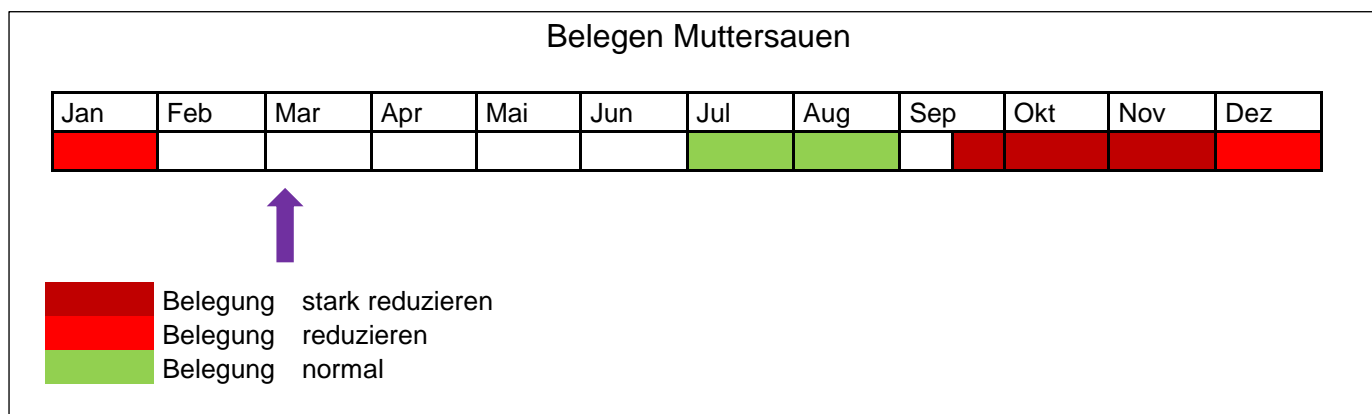 Belegen Muttersauen
Jan Feb Mar Apr Mai Jun Jul Aug Sep Okt Nov Dez
Belegung stark reduzieren
Belegung reduzieren
Belegung normal